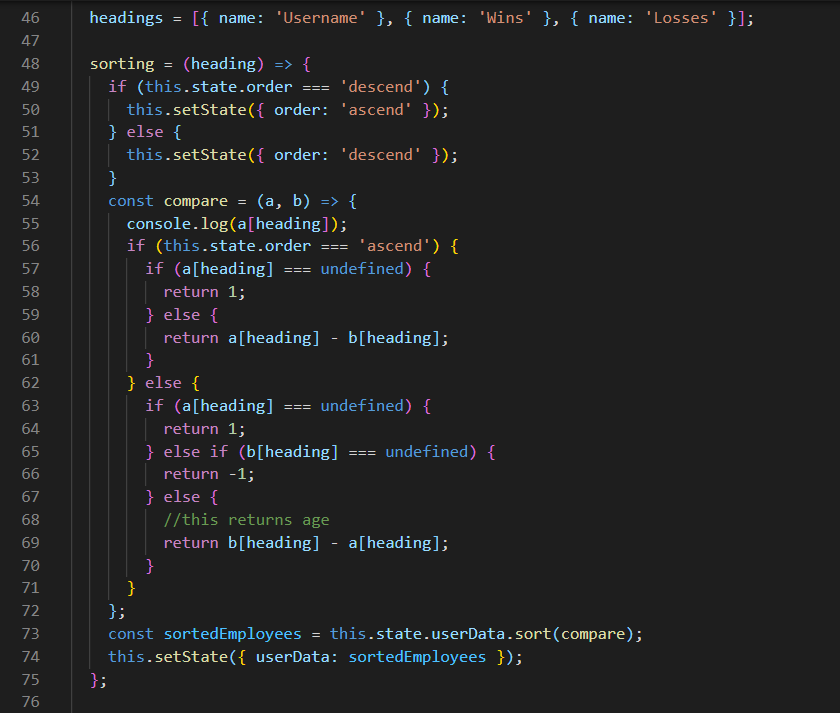 46 headings = [{ name: 'Username' }, { name: 'Wins' }, { name: 'Losses' }];
47
48 sorting = (heading) => {
49   if (this.state.order === 'descend') {
50     this.setState({ order: 'ascend' });
51   } else {
52     this.setState({ order: 'descend' });
53   }
54   const compare = (a, b) => {
55     console.log(a[heading]);
56     if (this.state.order === 'ascend') {
57       if (a[heading] === undefined) {
58         return 1;
59       } else {
60         return a[heading] - b[heading];
61       }
62     } else {
63       if (a[heading] === undefined) {
64         return 1;
65       } else if (b[heading] === undefined) {
66         return -1;
67       } else {
68         //this returns age
69         return b[heading] - a[heading];
70       }
71     }
72   };
73   const sortedEmployees = this.state.userData.sort(compare);
74   this.setState({ userData: sortedEmployees });
75 };
76